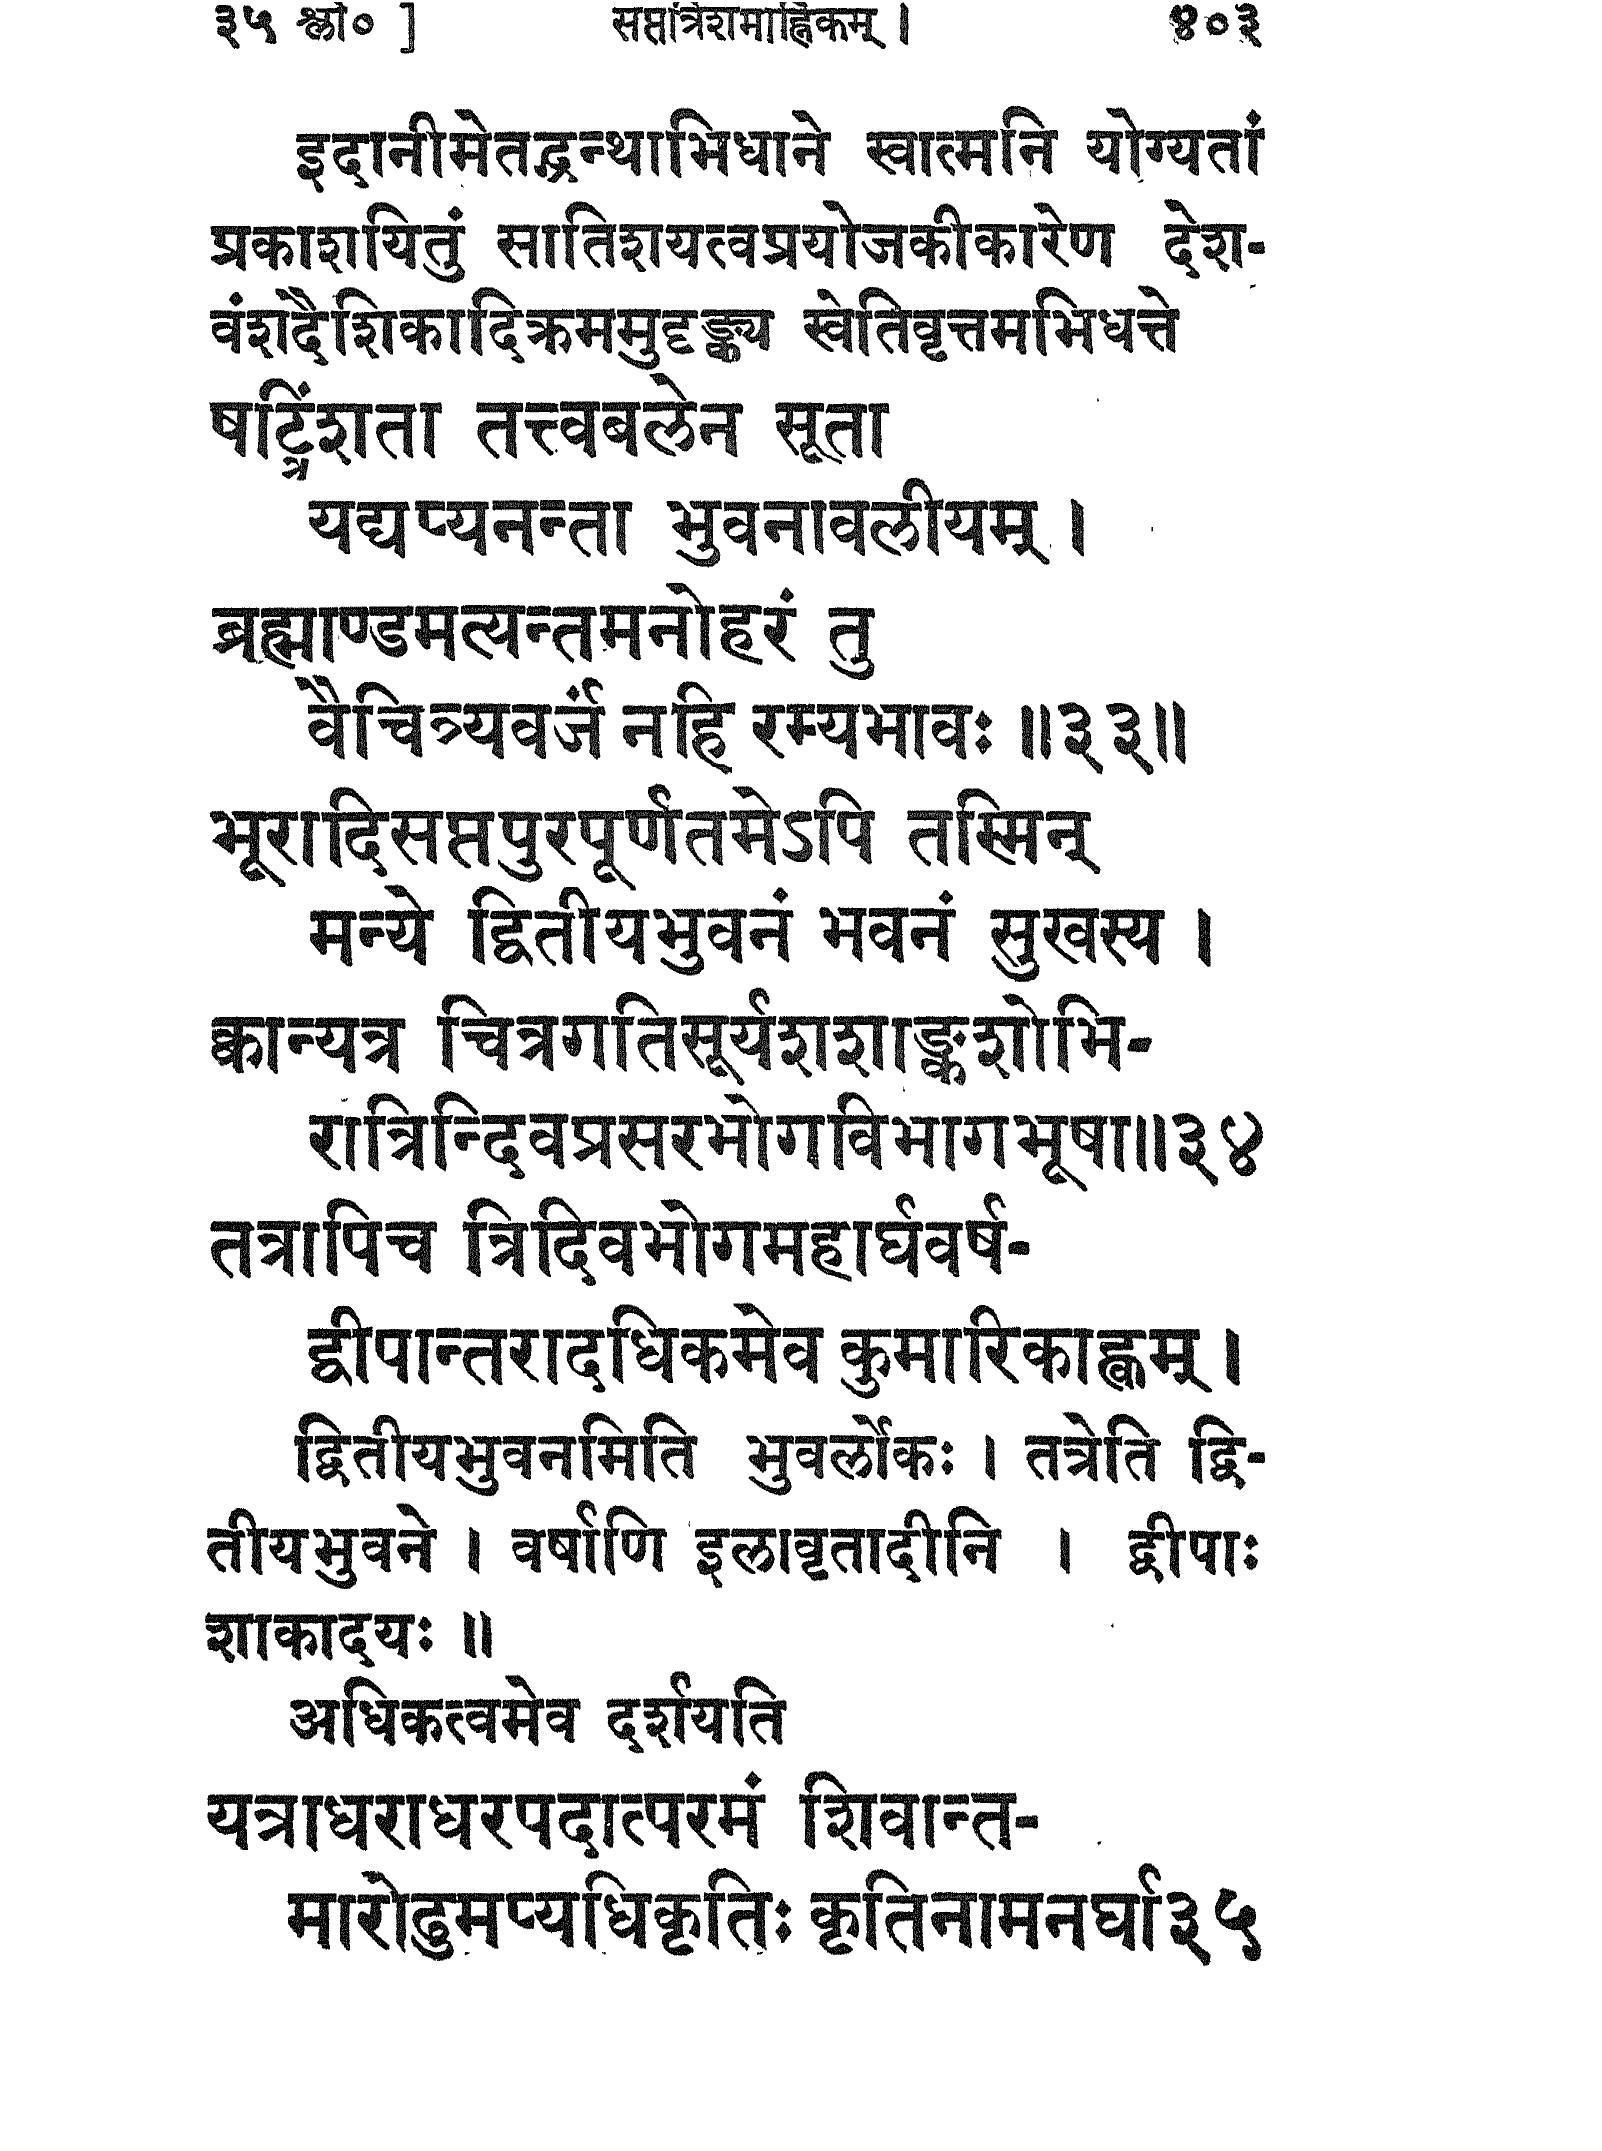 ३५ श्लो० ] सप्तत्रिंशमाह्निकम् । ४०३
इदानीमेतद्ग्रन्थाभिधाने स्वात्मनि योग्यतां
प्रकाशयितुं सातिशयत्वप्रयोजकीकारेण देश-
वंशदैशिकादिक्रममुट्टङ्क्य स्वेतिवृत्तमभिधत्ते
षट्त्रिंशता तत्त्वबलेन सूता
यद्यप्यनन्ता भुवनावलीयम् ।
ब्रह्माण्डमत्यन्तमनोहरं तु
वैचित्र्यवर्जं नहि रम्यभावः ॥३३॥
भूरादिसप्तपुरपूर्णतमेऽपि तस्मिन्
मन्ये द्वितीयभुवनं भवनं सुखस्य ।
क्वान्यत्र चित्रगतिसूर्यशशाङ्कशोभि-
रात्रिन्दिवप्रसरभोगविभागभूषा॥३४
तत्रापिच त्रिदिवभोगमहार्घवर्ष-
द्वीपान्तरादधिकमेव कुमारिकाह्वम् ।
द्वितीयभुवनमिति भुवर्लोकः । तत्रेति द्वि-
तीयभुवने । वर्षाणि इलावृतादीनि । द्वीपाः
शाकादयः ॥
अधिकत्वमेव दर्शयति
यत्राधराधरपदात्परमं शिवान्त-
मारोढुमप्यधिकृतिः कृतिनामनर्घा३५